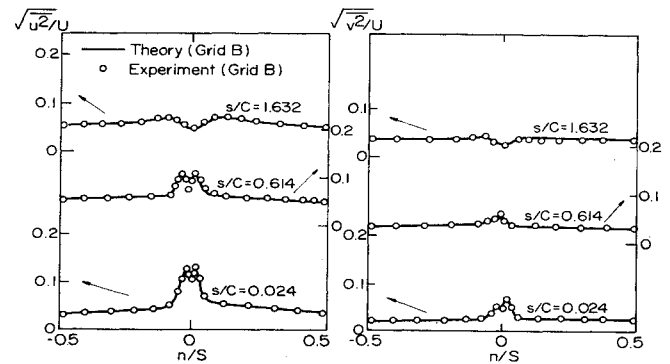 √u²/U
√v²/U
0.2
Theory (Grid B)
Experiment (Grid B)
0.1
s/C=1.632
0
0.2
s/C=0.614
0.1
0.2
0
0.1
s/C=0.024
0
-0.5
0
0.5
n/S
0.1
s/C=1.632
0
0.2
s/C=0.614
0.1
0.2
0
0.1
s/C=0.024
0
-0.5
0
0.5
n/S